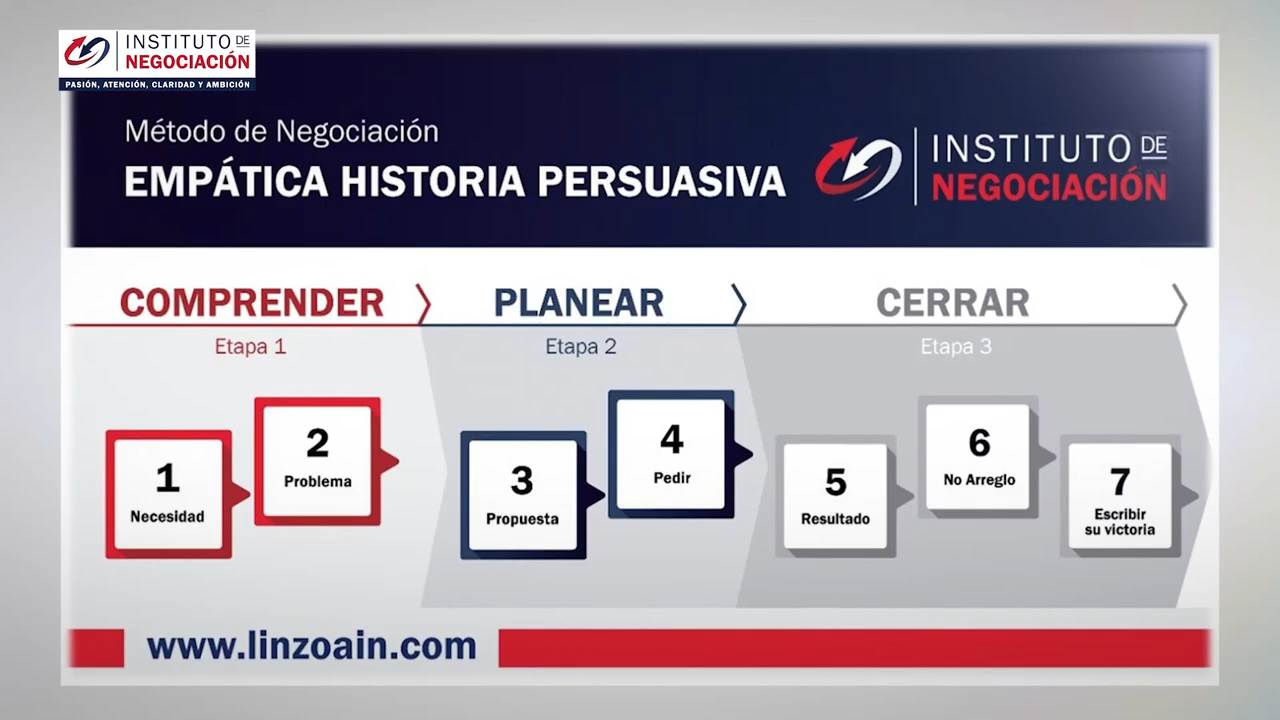 INSTITUTO DE
NEGOCIACIÓN
PASIÓN, ATENCIÓN, CLARIDAD Y AMBICIÓN
Método de Negociación
EMPÁTICA HISTORIA PERSUASIVA
INSTITUTO DE
NEGOCIACIÓN
COMPRENDER
PLANEAR
CERRAR
Etapa 1
Etapa 2
Etapa 3
1
Necesidad
2
Problema
3
Propuesta
4
Pedir
5
Resultado
6
No Arreglo
7
Escribir
su victoria
www.linzoain.com